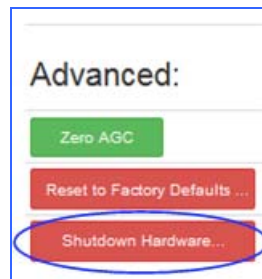 Advanced:
Zero AGC
Reset to Factory Defaults ...
Shutdown Hardware...